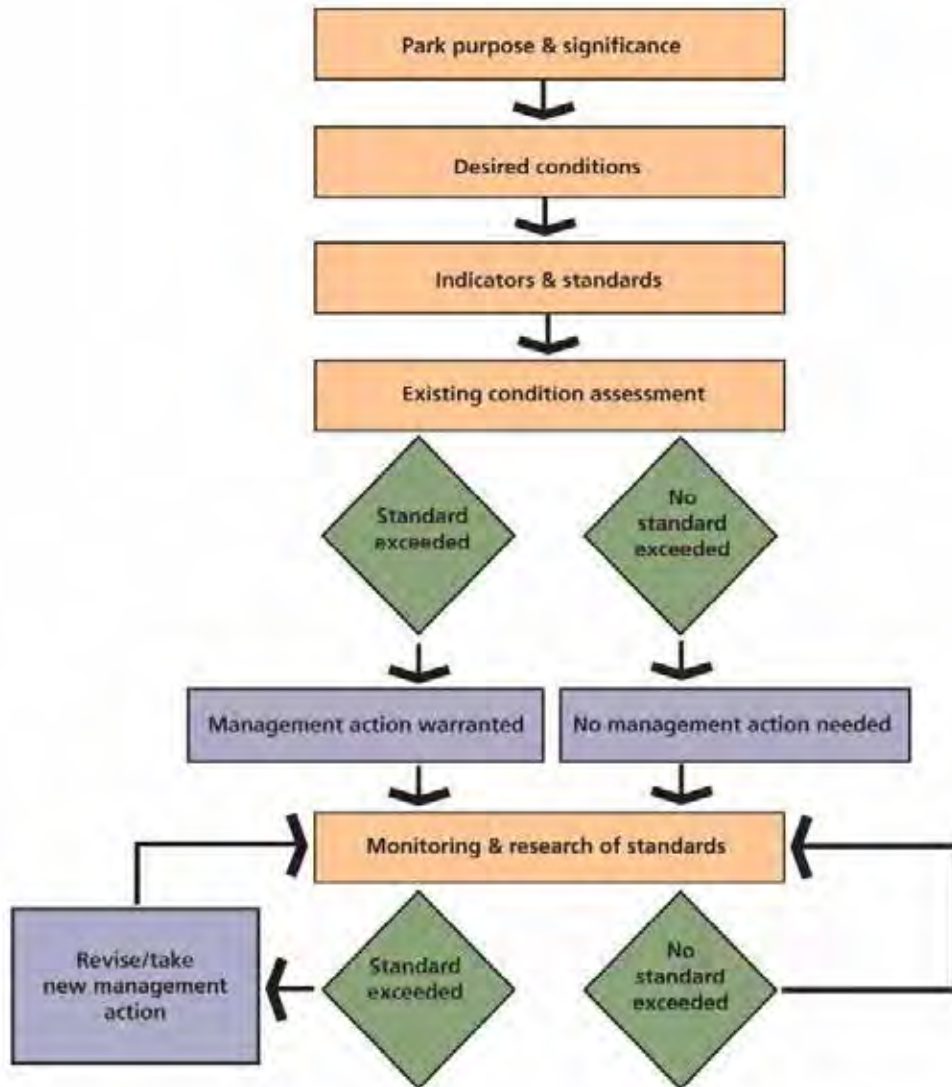 Park purpose & significance
Desired conditions
Indicators & standards
Existing condition assessment
Standard
exceeded
No
standard
exceeded
Management action warranted
No management action needed
Monitoring & research of standards
Revise/take
new management
action
Standard
exceeded
No
standard
exceeded